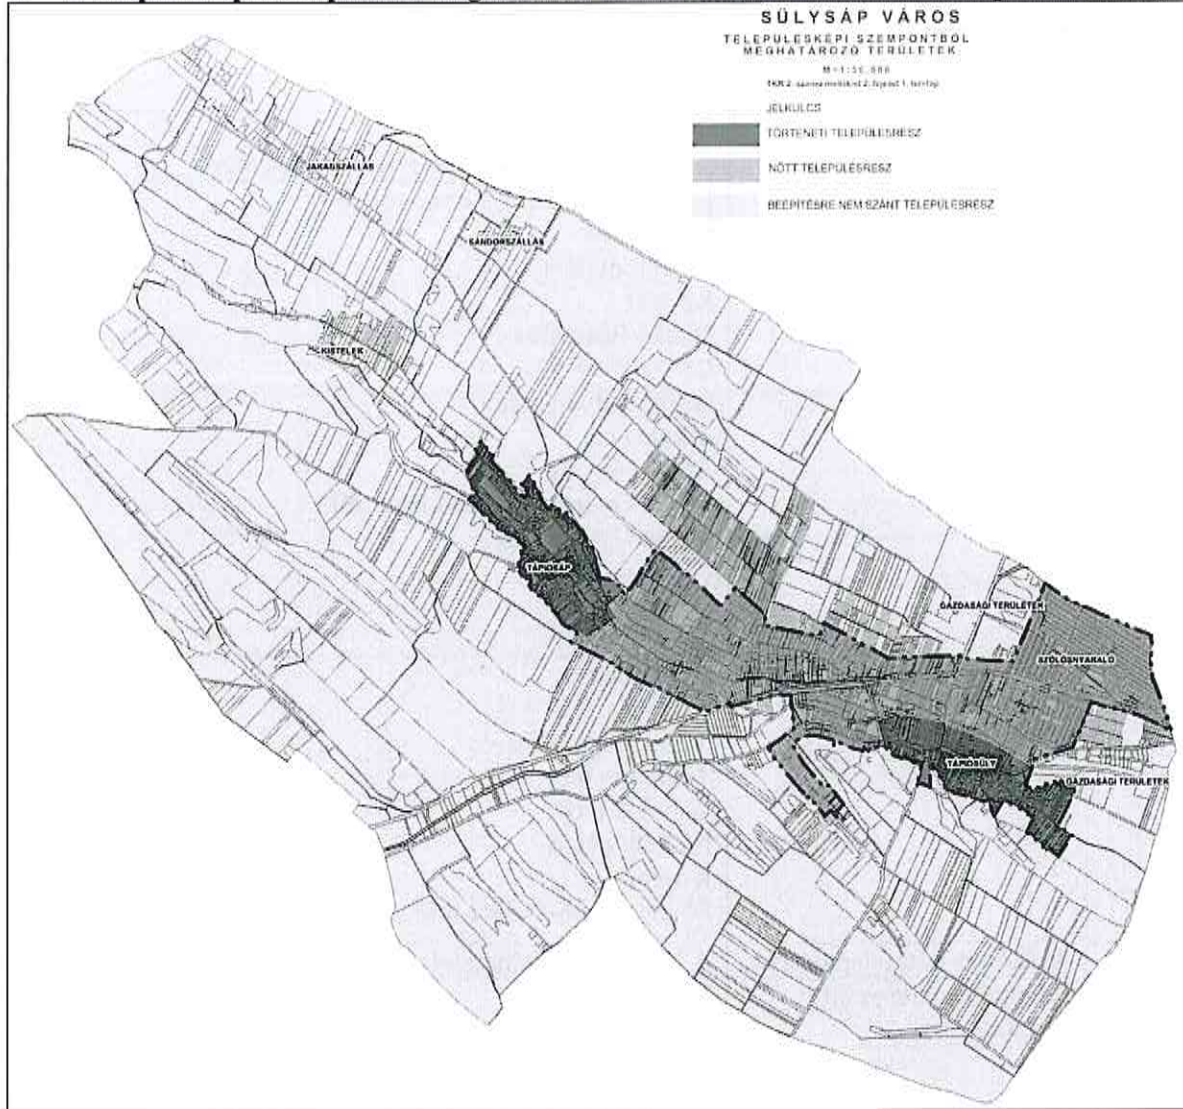 SÜLYSÁP VÁROS
TELEPÜLÉSKÉPI SZEMPONTBÓL
MEGHATÁROZÓ TERÜLETEK
JELKULCS
TÖRTÉNETI TELEPÜLÉSRÉSZ
NŐTT TELEPÜLÉSRÉSZ
BEÉPÍTÉSRE NEM SZÁNT TELEPÜLÉSRÉSZ
SÁNDORSZÁLLÁS
KISTELEK
TÁPIÓSÁP
GAZDASÁGI TERÜLETEK
SZŐLŐSNYARALÓ
TÁPIÓSÜLY
GAZDASÁGI TERÜLETEK